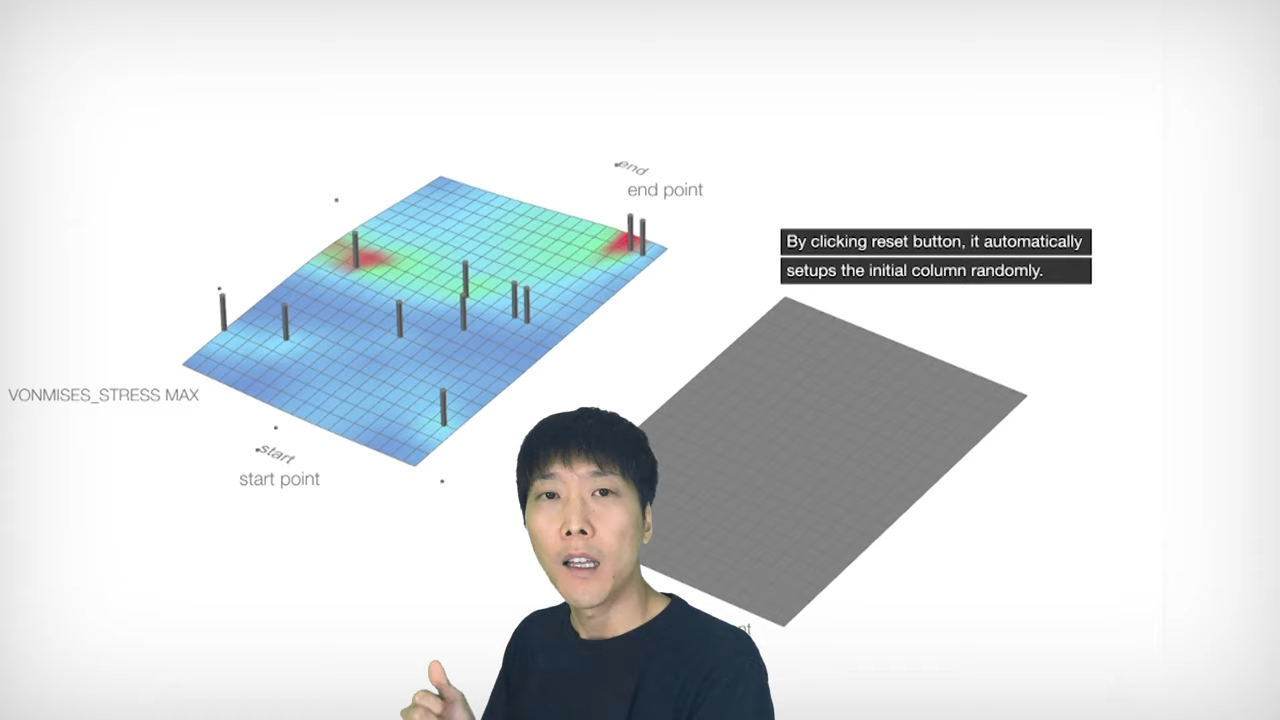 end
end point
By clicking reset button, it automatically
setups the initial column randomly.
VONMISES_STRESS MAX
start
start point